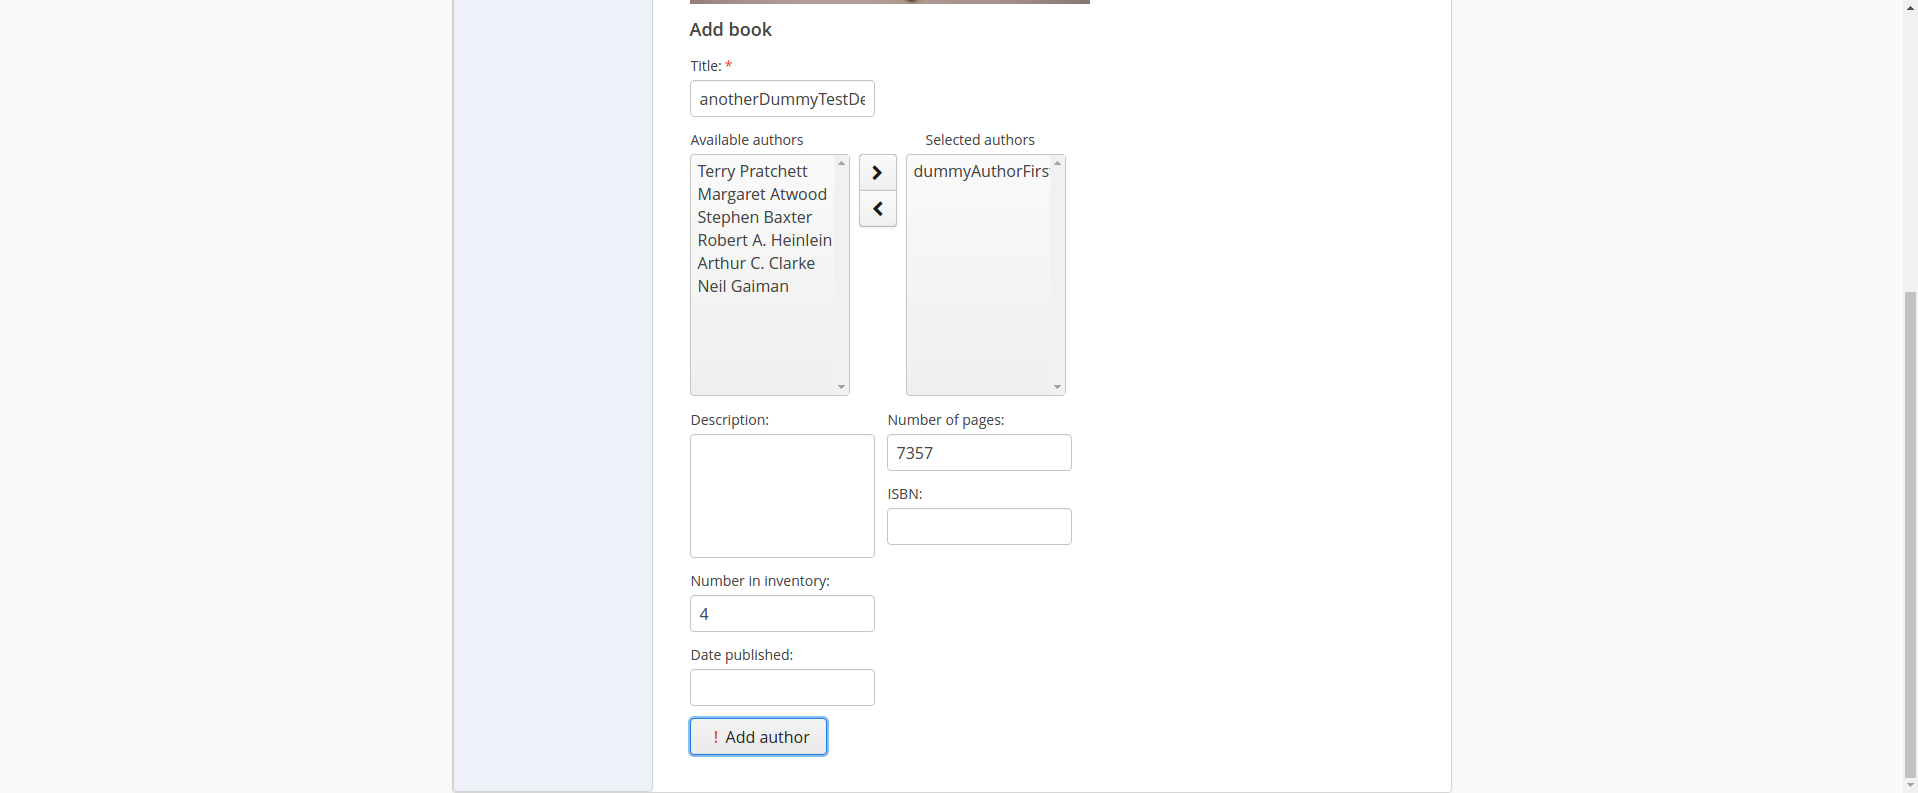 Add book
Title: *
anotherDummyTestDe
Available authors
Selected authors
Terry Pratchett
Margaret Atwood
Stephen Baxter
Robert A. Heinlein
Arthur C. Clarke
Neil Gaiman
dummyAuthorFirs
Description:
Number of pages:
7357
ISBN:
Number in inventory:
4
Date published:
! Add author